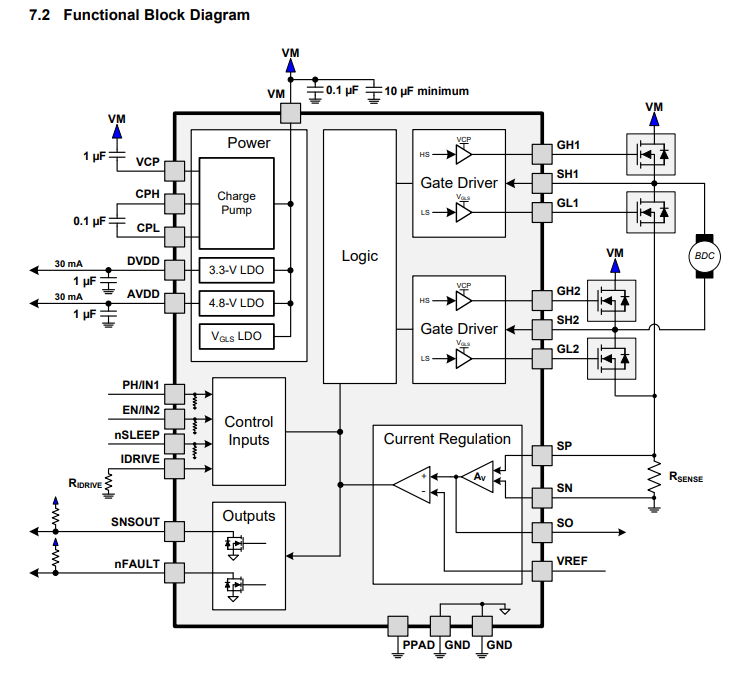 7.2 Functional Block Diagram
VM
VM
0.1 µF
10 µF minimum
VM
VM
1 µF
VCP
CPH
0.1 µF
CPL
30 mA
DVDD
1 µF
30 mA
AVDD
1 µF
Power
Charge
Pump
3.3-V LDO
4.8-V LDO
VGLS LDO
Logic
VCP
HS
Gate Driver
VGLS
LS
GH1
SH1
GL1
BDC
VM
VCP
HS
Gate Driver
VGLS
LS
GH2
SH2
GL2
PH/IN1
EN/IN2
nSLEEP
IDRIVE
RIDRIVE
Control
Inputs
SNSOUT
nFAULT
Outputs
Current Regulation
+
-
AV
SP
SN
SO
VREF
RSENSE
PPAD
GND
GND